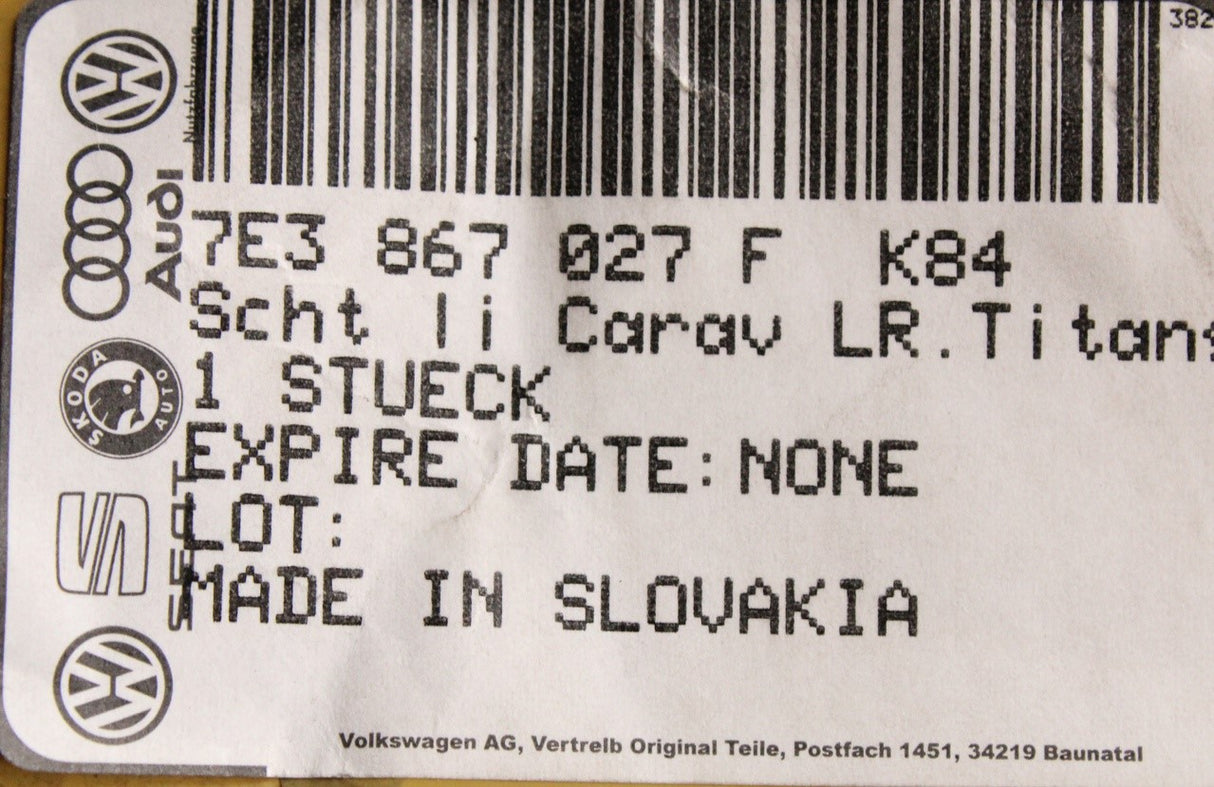 382
Nutzfahrzeuge
Audi
SKODA AUTO
SEAT
7E3 867 027 F K84
Scht li Carav LR.Titans
1 STUECK
EXPIRE DATE: NONE
LOT:
MADE IN SLOVAKIA
Volkswagen AG, Vertrelb Original Teile, Postfach 1451, 34219 Baunatal